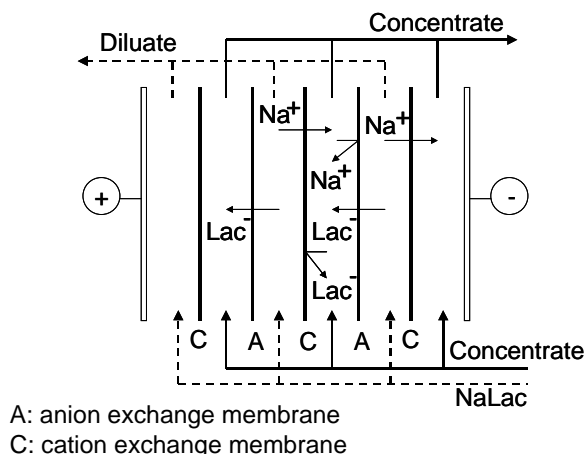 Concentrate
Diluate
Na+
Na+
Na+
+
-
Lac-
Lac-
Lac-
C A C A C
Concentrate
NaLac
A: anion exchange membrane
C: cation exchange membrane